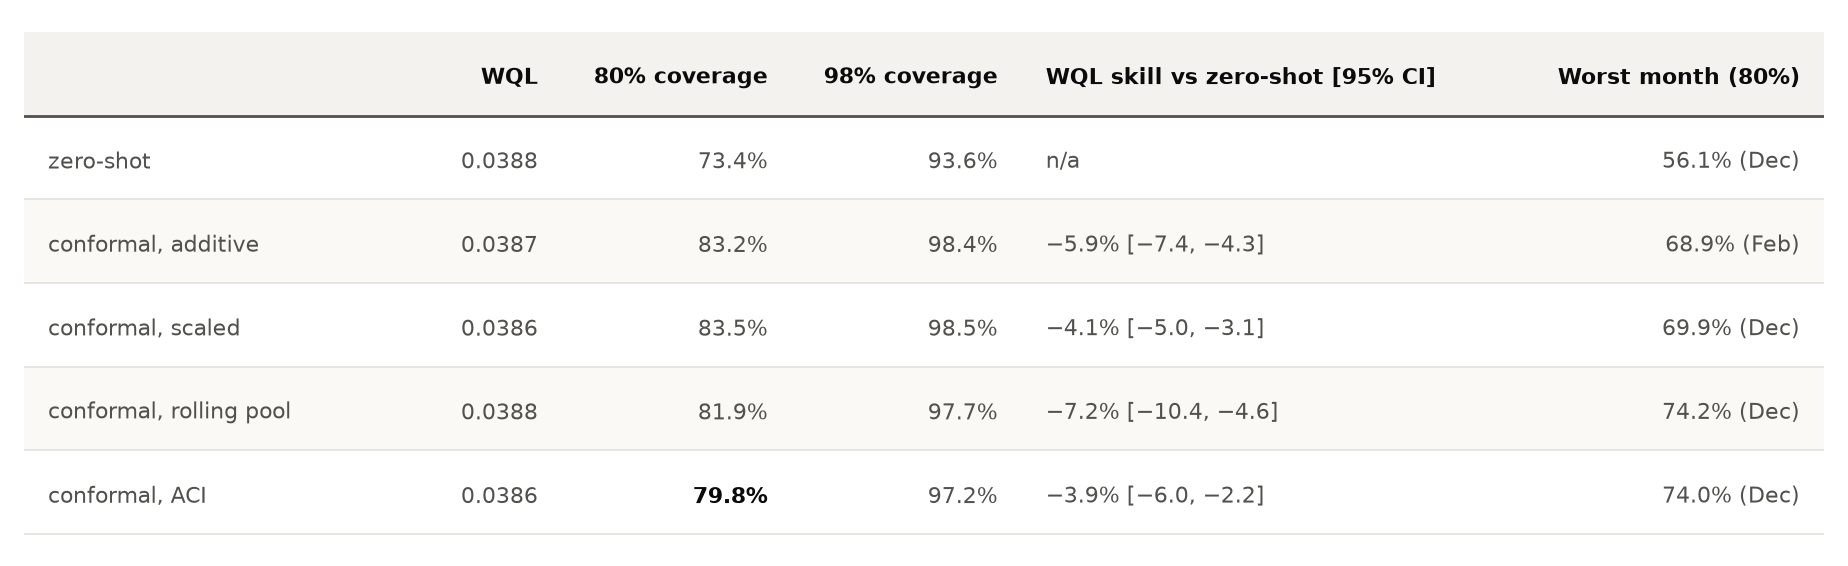 WQL 80% coverage 98% coverage WQL skill vs zero-shot [95% CI] Worst month (80%)
zero-shot 0.0388 73.4% 93.6% n/a 56.1% (Dec)
conformal, additive 0.0387 83.2% 98.4% −5.9% [−7.4, −4.3] 68.9% (Feb)
conformal, scaled 0.0386 83.5% 98.5% −4.1% [−5.0, −3.1] 69.9% (Dec)
conformal, rolling pool 0.0388 81.9% 97.7% −7.2% [−10.4, −4.6] 74.2% (Dec)
conformal, ACI 0.0386 79.8% 97.2% −3.9% [−6.0, −2.2] 74.0% (Dec)